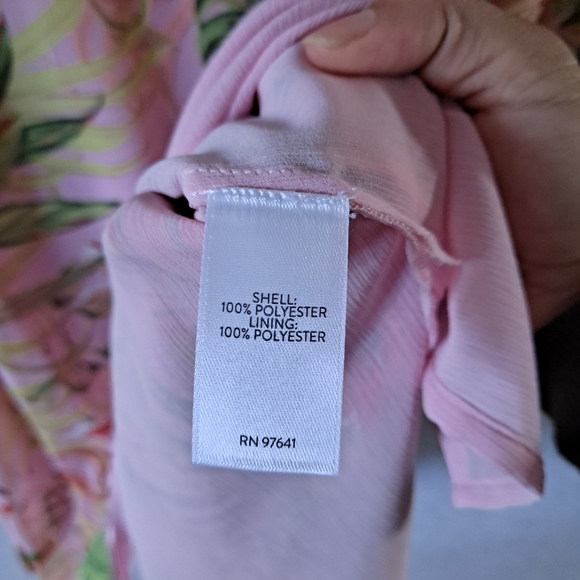 SHELL:
100% POLYESTER
LINING:
100% POLYESTER
RN 97641